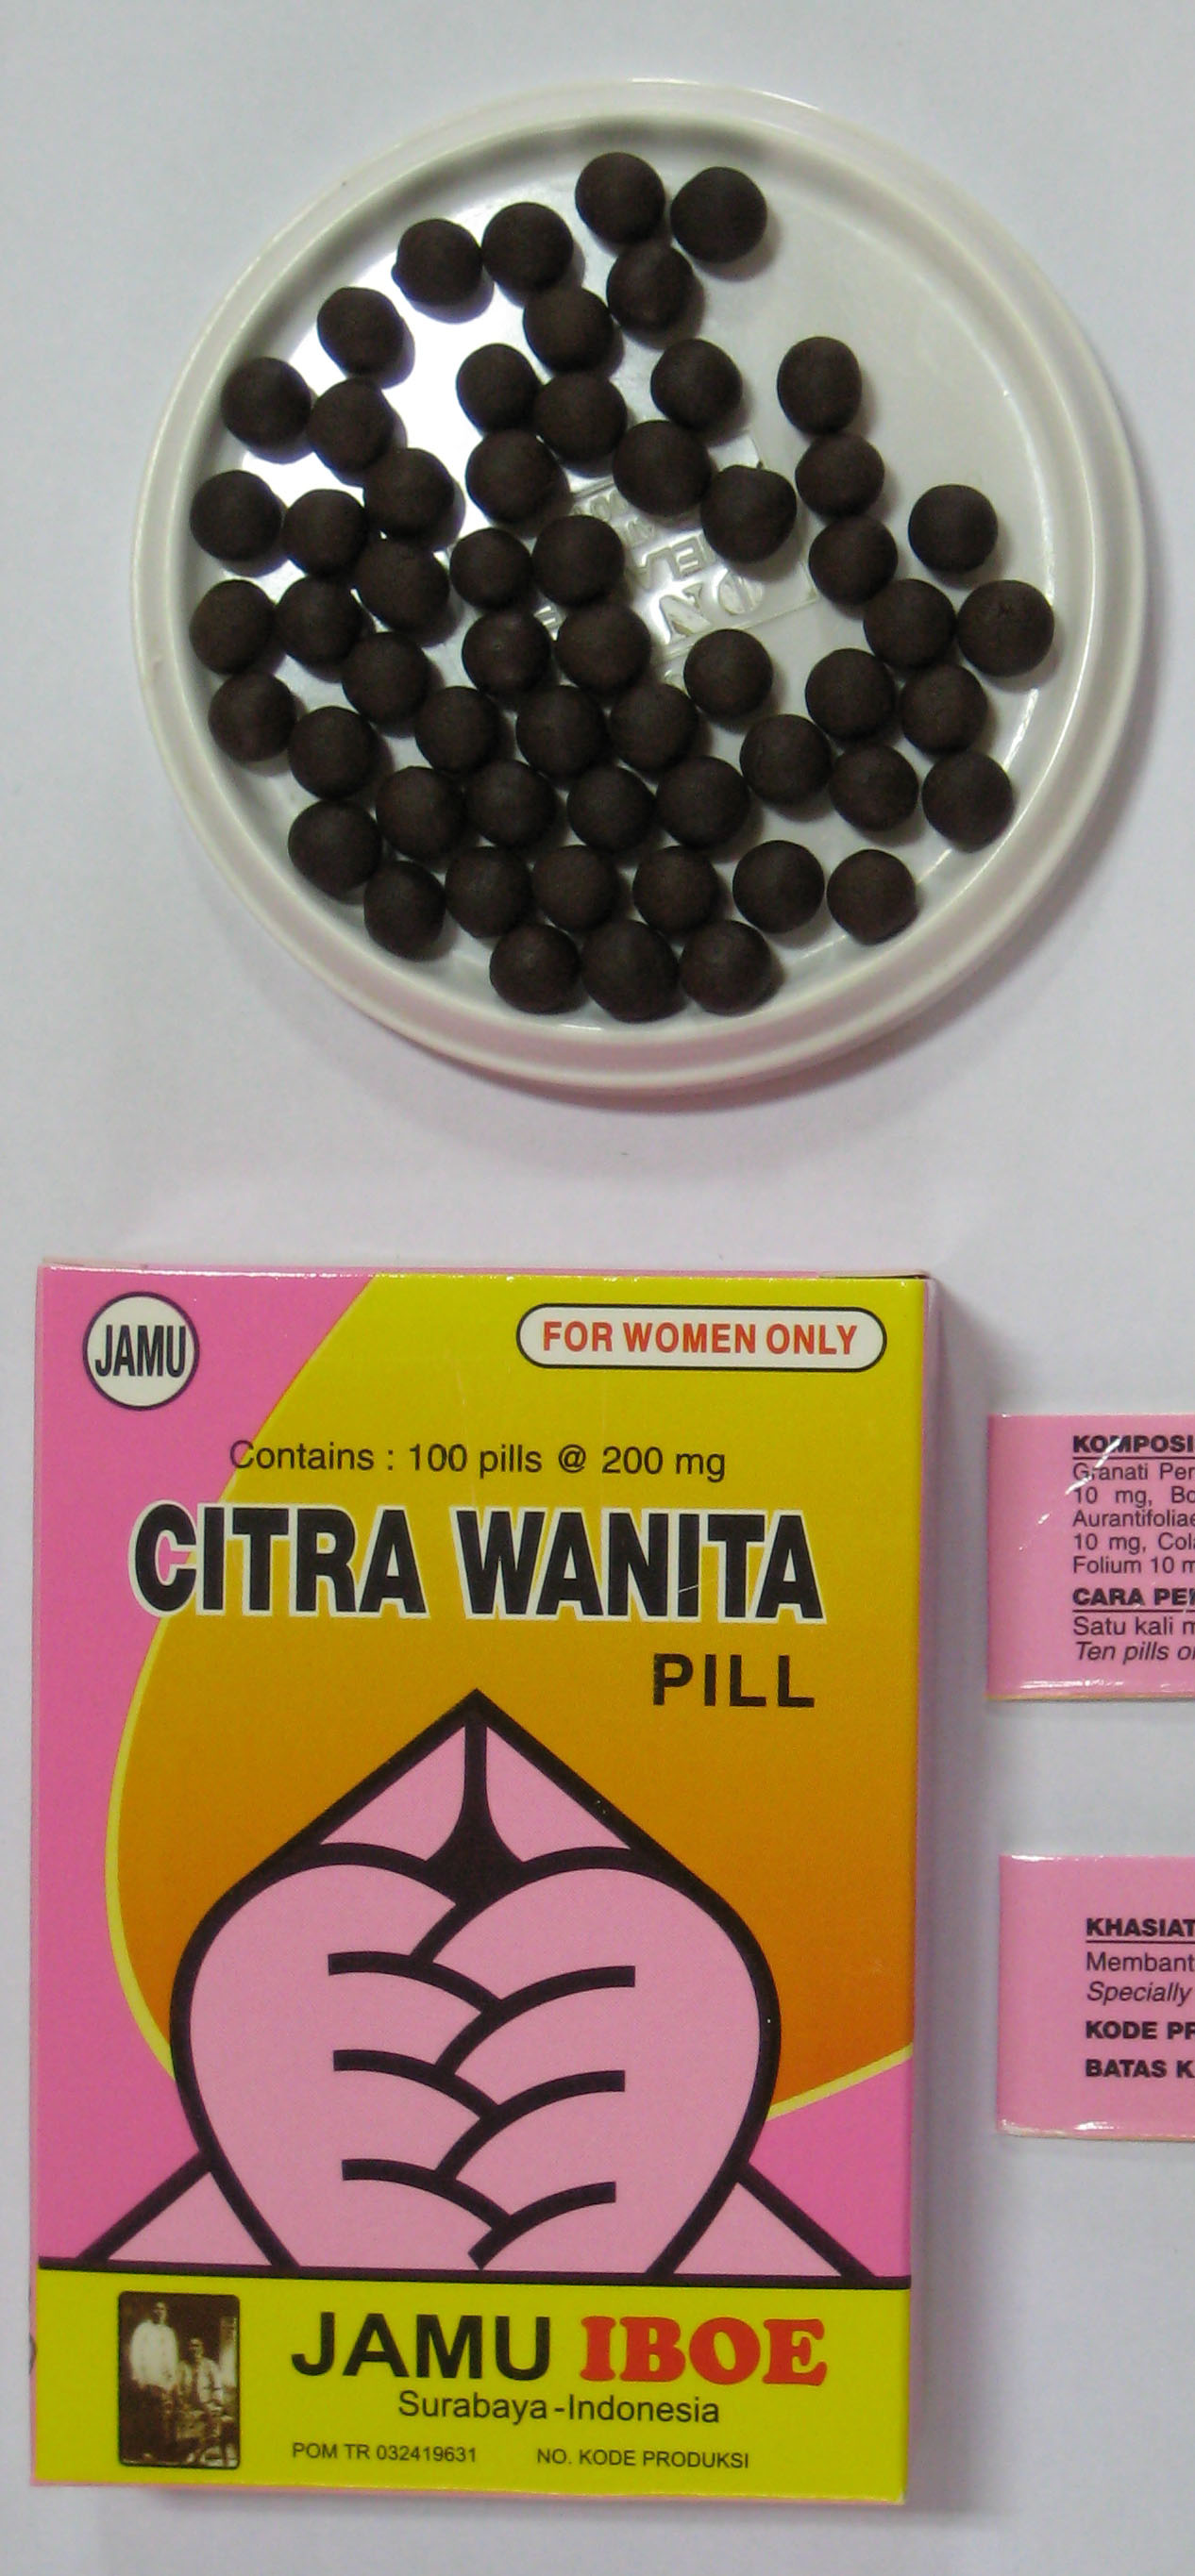 JAMU
FOR WOMEN ONLY
Contains : 100 pills @ 200 mg
CITRA WANITA
PILL
JAMU IBOE
Surabaya-Indonesia
POM TR 032419631 NO. KODE PRODUKSI
KOMPOSI
Granati Per
10 mg, Bo
Aurantifoliae
10 mg, Cola
Folium 10 m
CARA PE
Satu kali m
Ten pills o
KHASIAT
Membant
Specially
KODE PR
BATAS K